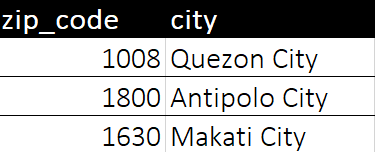 zip_code city
1008 Quezon City
1800 Antipolo City
1630 Makati City